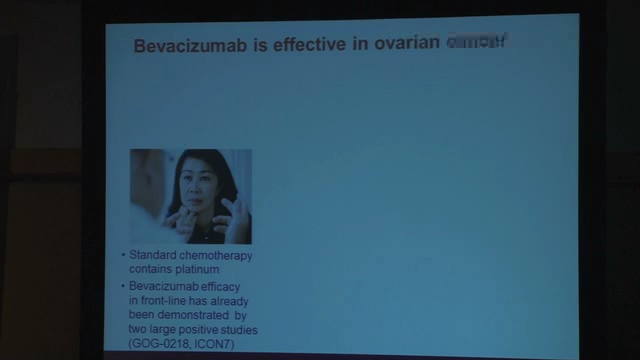 Bevacizumab is effective in ovarian
• Standard chemotherapy
contains platinum
• Bevacizumab efficacy
in front-line has already
been demonstrated by
two large positive studies
(GOG-0218, ICON7)